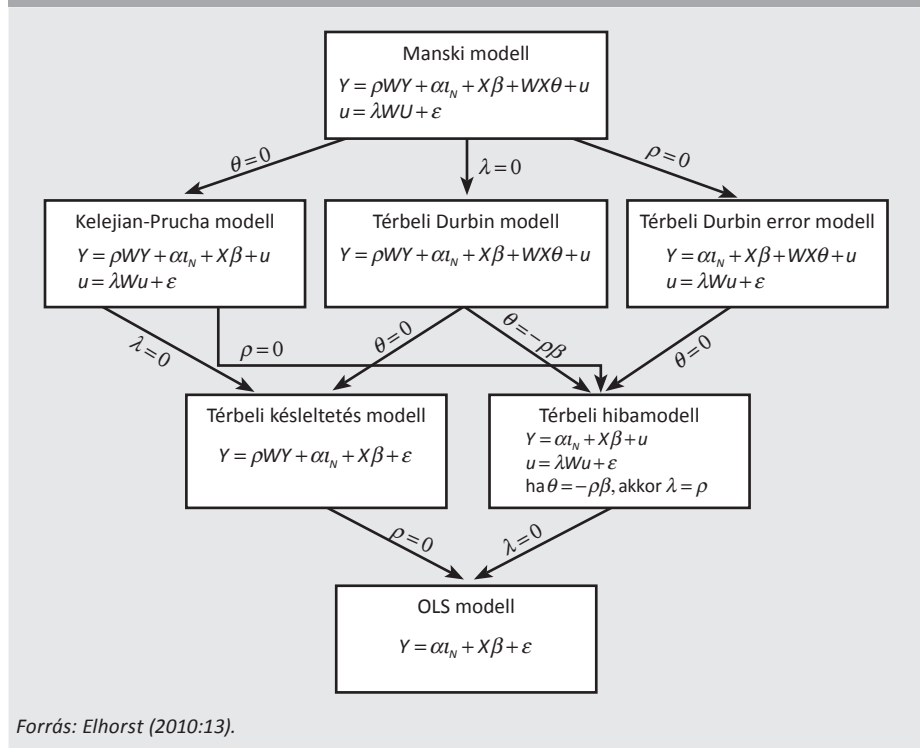 Manski modell
Y = ρWY + αι_N + Xβ + WXθ + u
u = λWU + ε
θ = 0
λ = 0
ρ = 0
Kelejian-Prucha modell
Y = ρWY + αι_N + Xβ + u
u = λWu + ε
Térbeli Durbin modell
Y = ρWY + αι_N + Xβ + WXθ + u
Térbeli Durbin error modell
Y = αι_N + Xβ + WXθ + u
u = λWu + ε
λ = 0
ρ = 0
θ = 0
θ = −ρβ
θ = 0
Térbeli késleltetés modell
Y = ρWY + αι_N + Xβ + ε
Térbeli hibamodell
Y = αι_N + Xβ + u
u = λWu + ε
ha θ = −ρβ, akkor λ = ρ
ρ = 0
λ = 0
OLS modell
Y = αι_N + Xβ + ε
Forrás: Elhorst (2010:13).